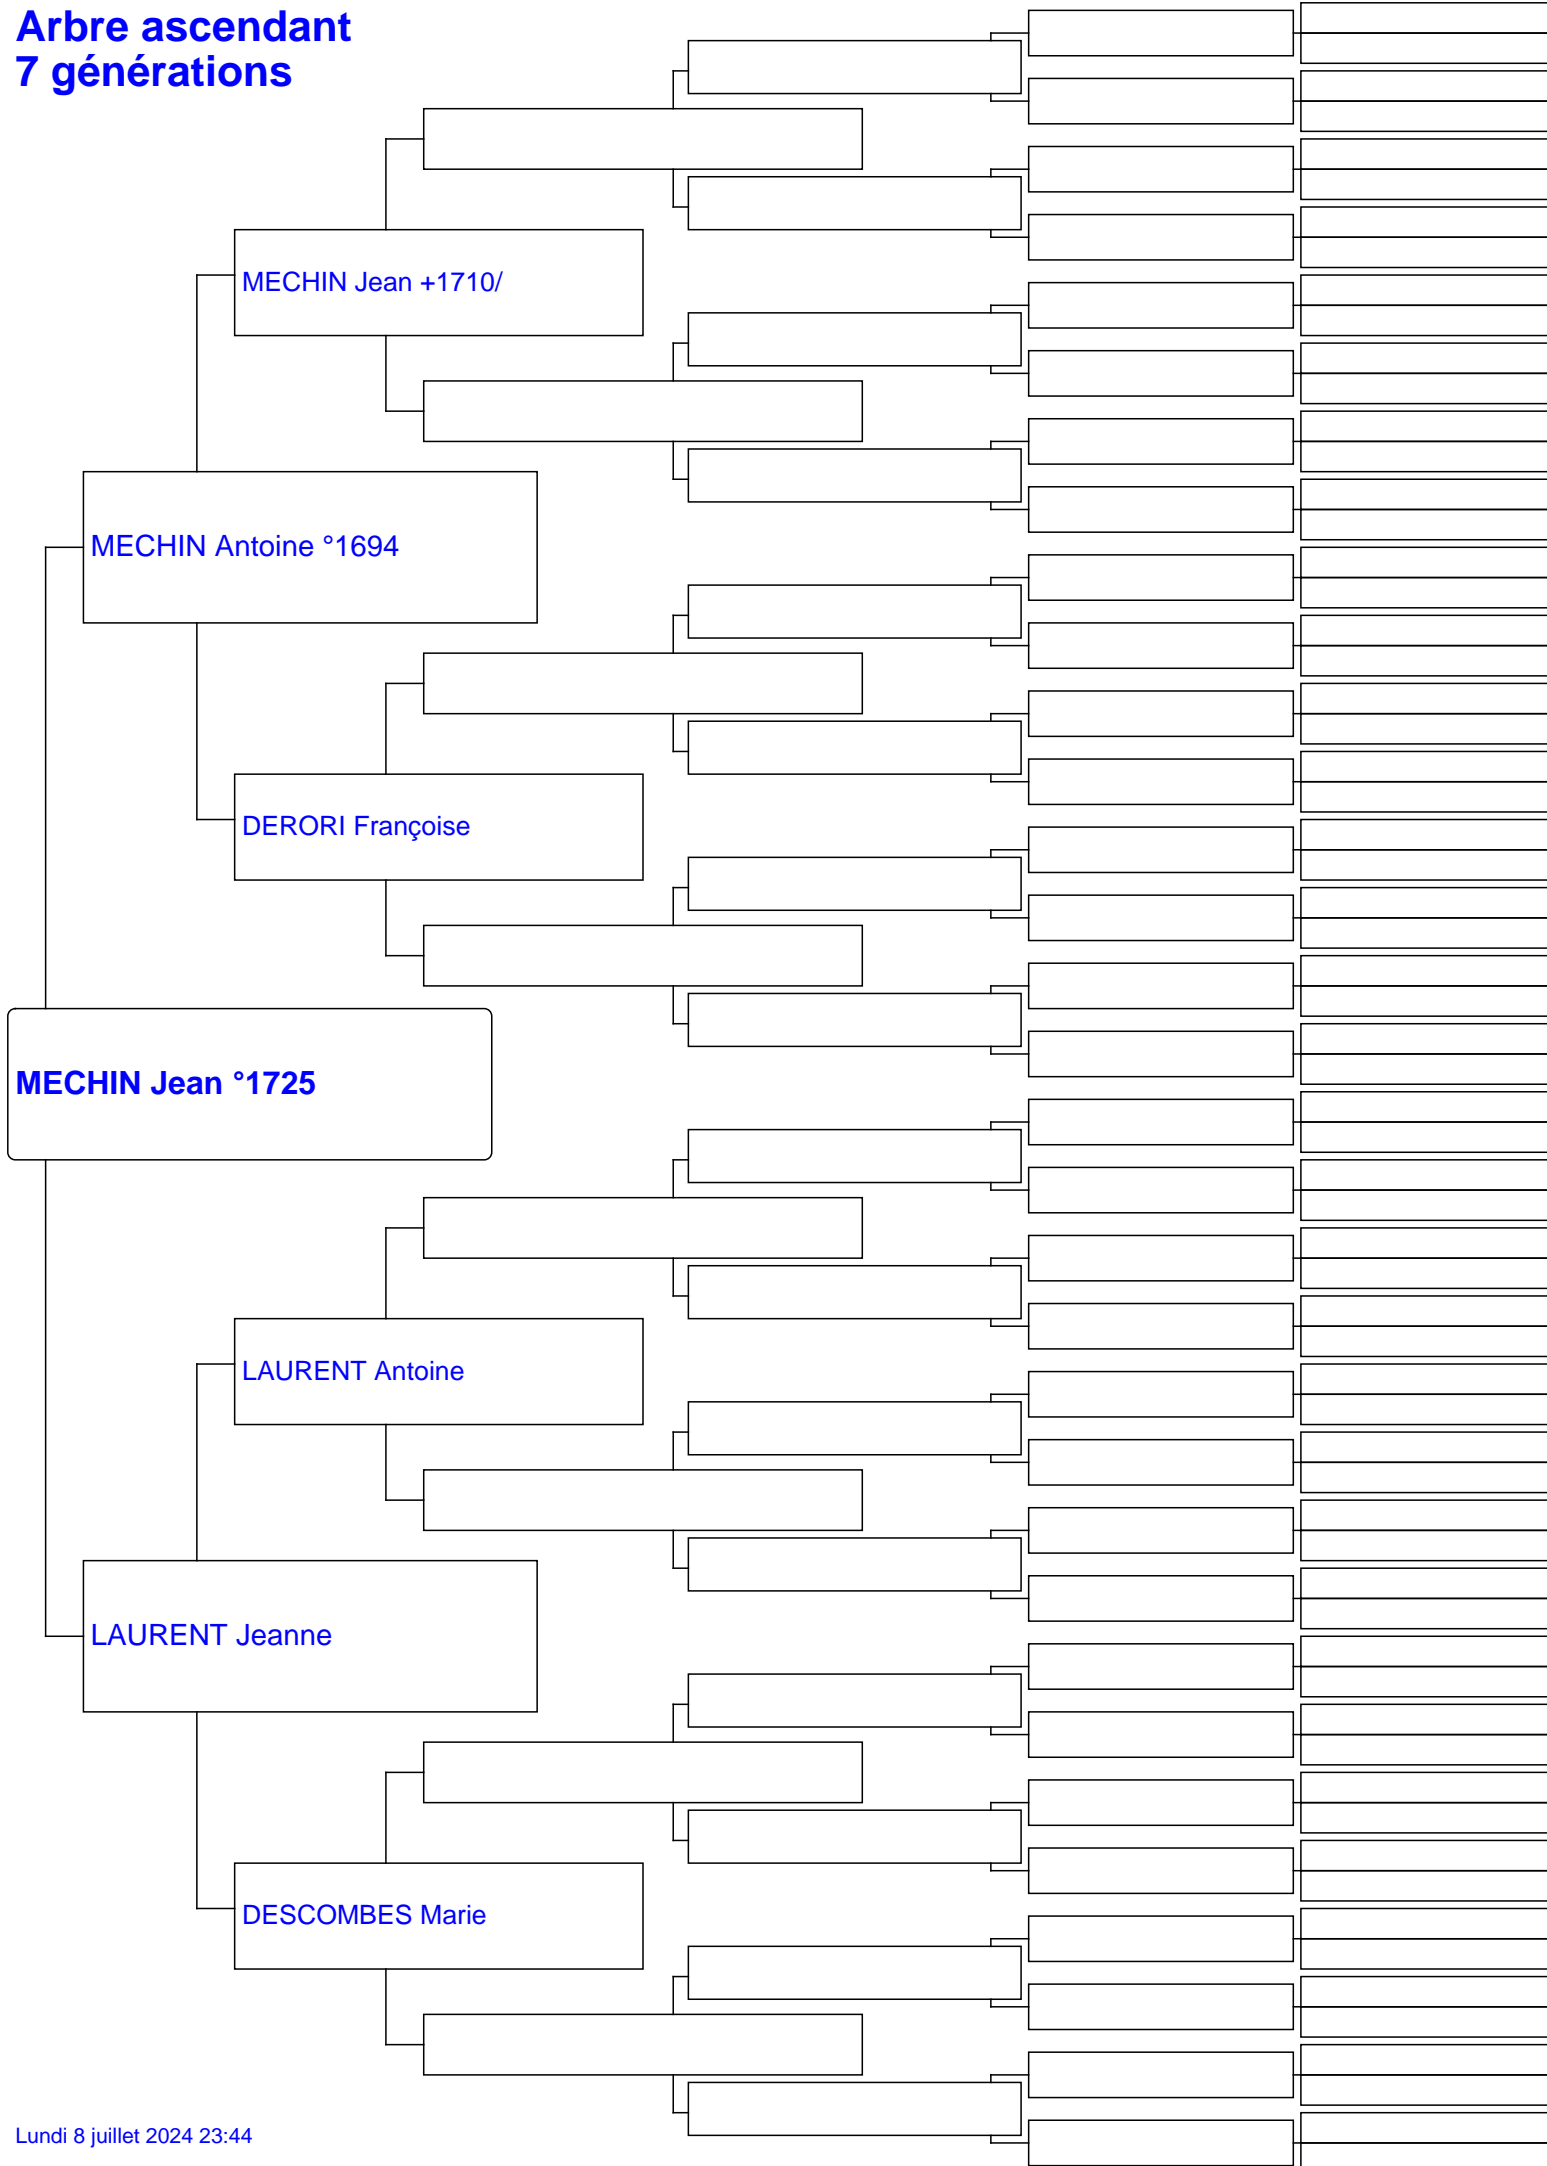 Arbre ascendant
7 générations
MECHIN Jean +1710/
MECHIN Antoine °1694
DERORI Françoise
MECHIN Jean °1725
LAURENT Antoine
LAURENT Jeanne
DESCOMBES Marie
Lundi 8 juillet 2024 23:44